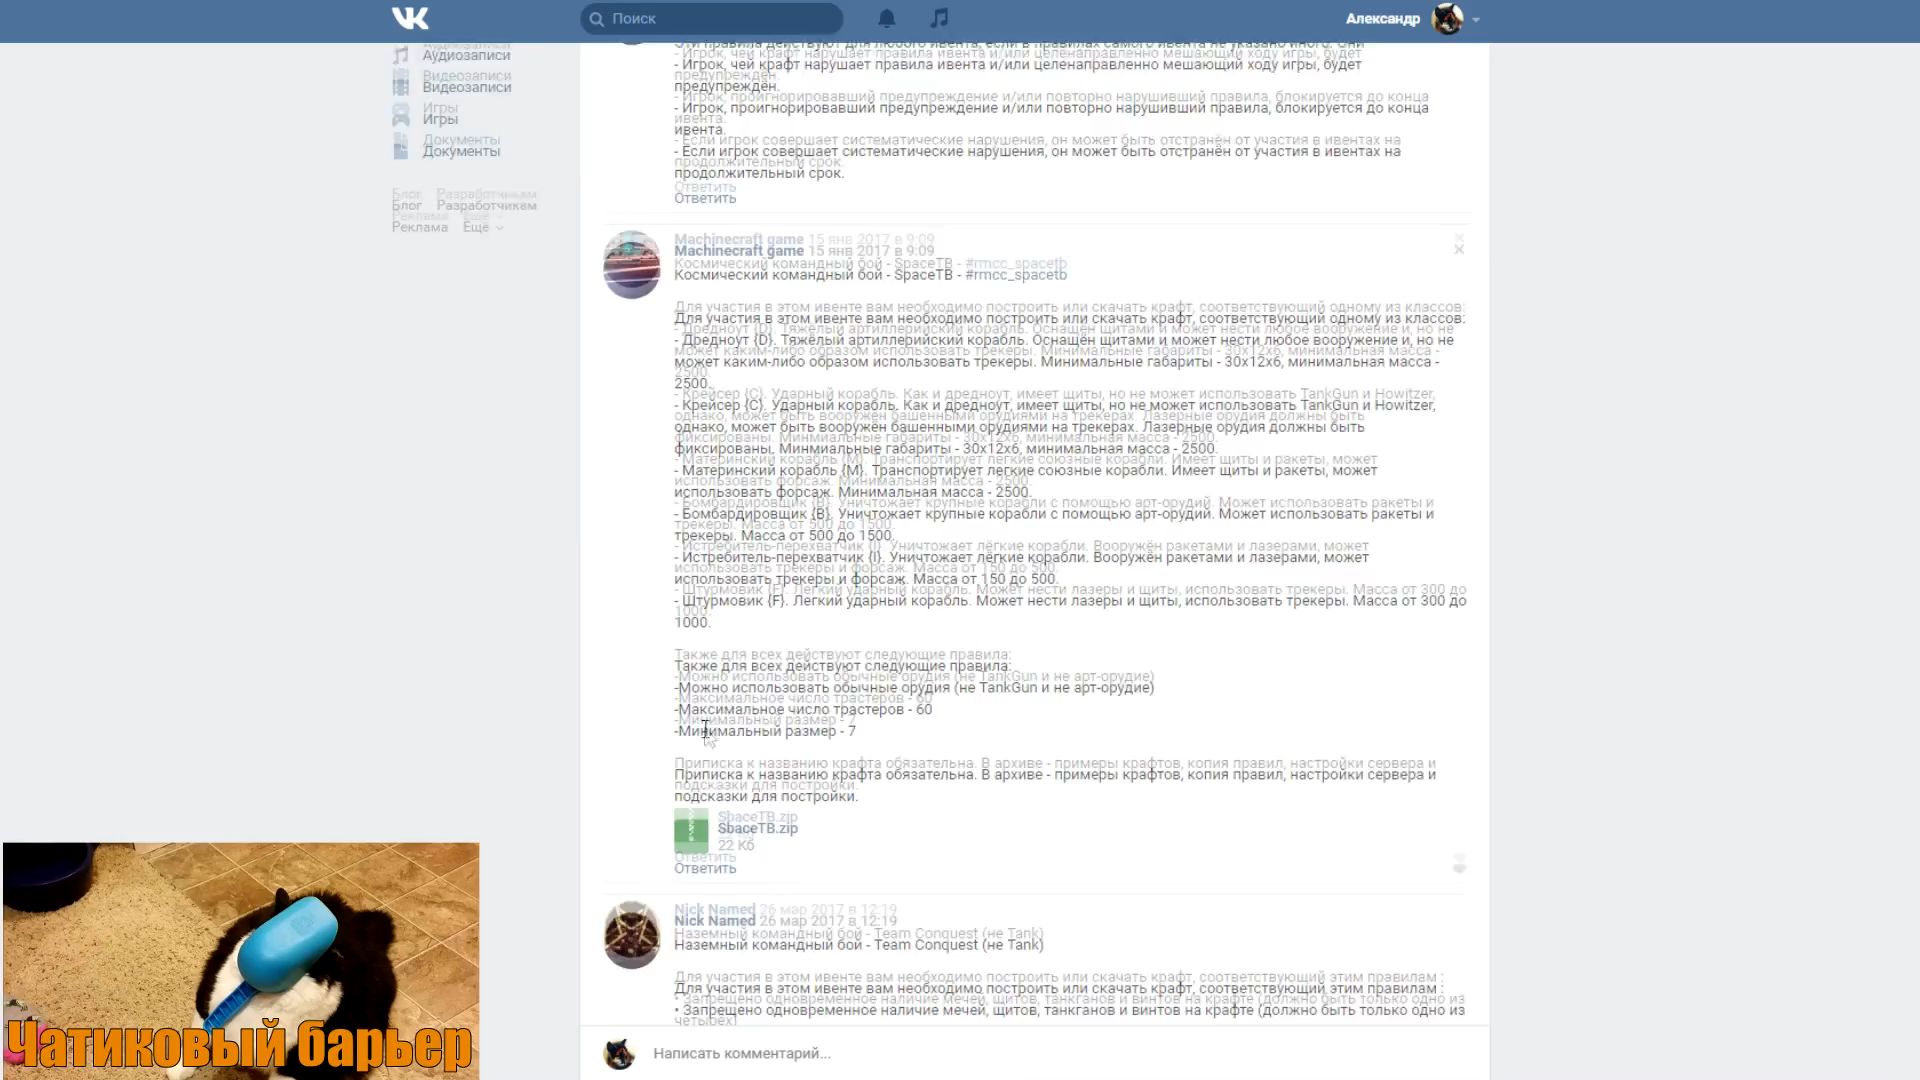 Поиск
Александр
Аудиозаписи
Видеозаписи
Игры
Документы
Блог Разработчикам
Реклама Ещё
- Игрок, чей крафт нарушает правила ивента и/или целенаправленно мешающий ходу игры, будет
предупреждён.
- Игрок, проигнорировавший предупреждение и/или повторно нарушивший правила, блокируется до конца
ивента.
- Если игрок совершает систематические нарушения, он может быть отстранён от участия в ивентах на
продолжительный срок.
Ответить
Machinecraft game 15 янв 2017 в 9:09
Космический командный бой - SpaceTB - #rmcc_spacetb
Для участия в этом ивенте вам необходимо построить или скачать крафт, соответствующий одному из классов:
- Дредноут {D}. Тяжёлый артиллерийский корабль. Оснащён щитами и может нести любое вооружение и, но не
может каким-либо образом использовать трекеры. Минимальные габариты - 30x12x6, минимальная масса -
2500.
- Крейсер {C}. Ударный корабль. Как и дредноут, имеет щиты, но не может использовать TankGun и Howitzer,
однако, может быть вооружен башенными орудиями на трекерах. Лазерные орудия должны быть
фиксированы. Минмиальные габариты - 30x12x6, минимальная масса - 2500.
- Материнский корабль {M}. Транспортирует легкие союзные корабли. Имеет щиты и ракеты, может
использовать форсаж. Минимальная масса - 2500.
- Бомбардировщик {B}. Уничтожает крупные корабли с помощью арт-орудий. Может использовать ракеты и
трекеры. Масса от 500 до 1500.
- Истребитель-перехватчик {I}. Уничтожает лёгкие корабли. Вооружён ракетами и лазерами, может
использовать трекеры и форсаж. Масса от 150 до 500.
- Штурмовик {F}. Легкий ударный корабль. Может нести лазеры и щиты, использовать трекеры. Масса от 300 до
1000.
Также для всех действуют следующие правила:
-Можно использовать обычные орудия (не TankGun и не арт-орудие)
-Максимальное число трастеров - 60
-Минимальный размер - 7
Приписка к названию крафта обязательна. В архиве - примеры крафтов, копия правил, настройки сервера и
подсказки для постройки.
SpaceTB.zip
22 Кб
Ответить
Nick Named 26 мар 2017 в 12:19
Наземный командный бой - Team Conquest (не Tank)
Для участия в этом ивенте вам необходимо построить или скачать крафт, соответствующий этим правилам :
• Запрещено одновременное наличие мечей, щитов, танкганов и винтов на крафте (должно быть только одно из
четырёх)
Написать комментарий...
Чатиковый барьер